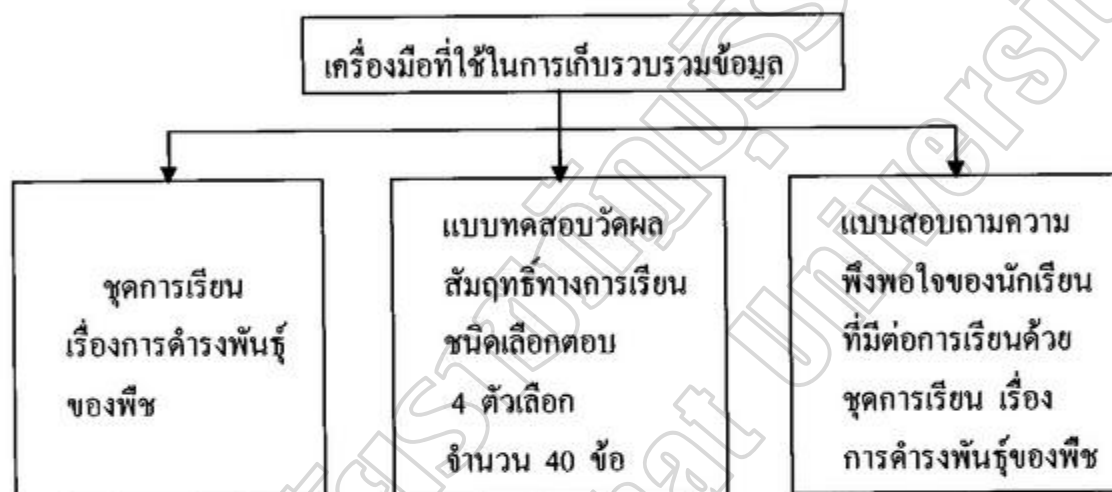 เครื่องมือที่ใช้ในการเก็บรวบรวมข้อมูล
ชุดการเรียน
เรื่องการดำรงพันธุ์
ของพืช
แบบทดสอบวัดผล
สัมฤทธิ์ทางการเรียน
ชนิดเลือกตอบ
4 ตัวเลือก
จำนวน 40 ข้อ
แบบสอบถามความ
พึงพอใจของนักเรียน
ที่มีต่อการเรียนด้วย
ชุดการเรียน เรื่อง
การดำรงพันธุ์ของพืช